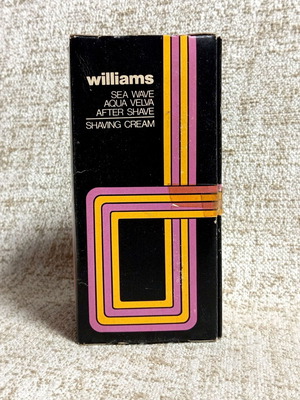 williams
SEA WAVE
AQUA VELVA
AFTER SHAVE
SHAVING CREAM